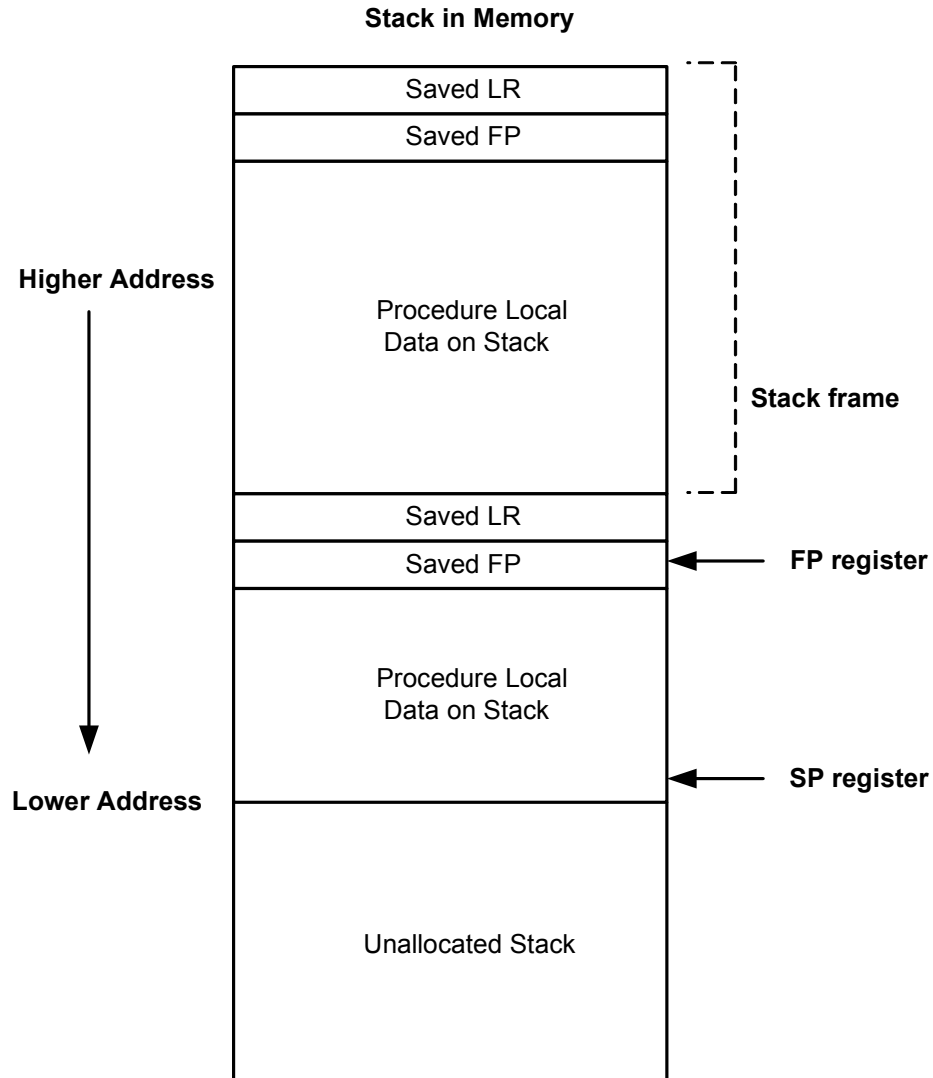 Stack in Memory
Saved LR
Saved FP
Higher Address
Procedure Local
Data on Stack
Stack frame
Saved LR
Saved FP
FP register
Procedure Local
Data on Stack
SP register
Lower Address
Unallocated Stack